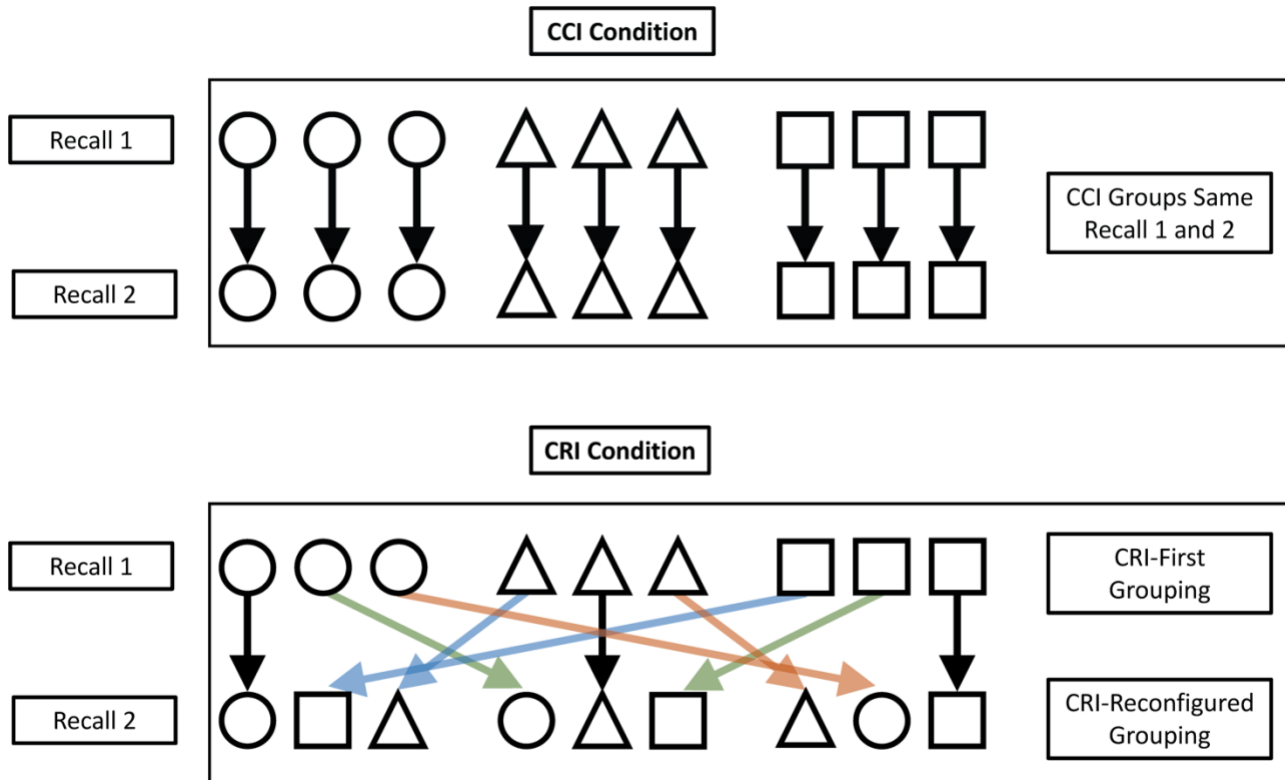 CCI Condition
Recall 1
CCI Groups Same
Recall 1 and 2
Recall 2
CRI Condition
Recall 1
CRI-First
Grouping
Recall 2
CRI-Reconfigured
Grouping